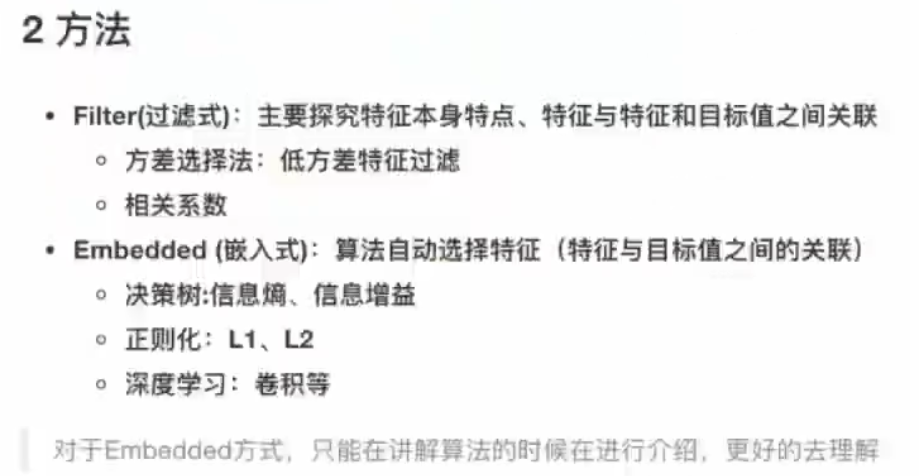 2 方法
• Filter(过滤式)：主要探究特征本身特点、特征与特征和目标值之间关联
○ 方差选择法：低方差特征过滤
○ 相关系数
• Embedded (嵌入式)：算法自动选择特征（特征与目标值之间的关联）
○ 决策树:信息熵、信息增益
○ 正则化：L1、L2
○ 深度学习：卷积等
对于Embedded方式，只能在讲解算法的时候在进行介绍，更好的去理解